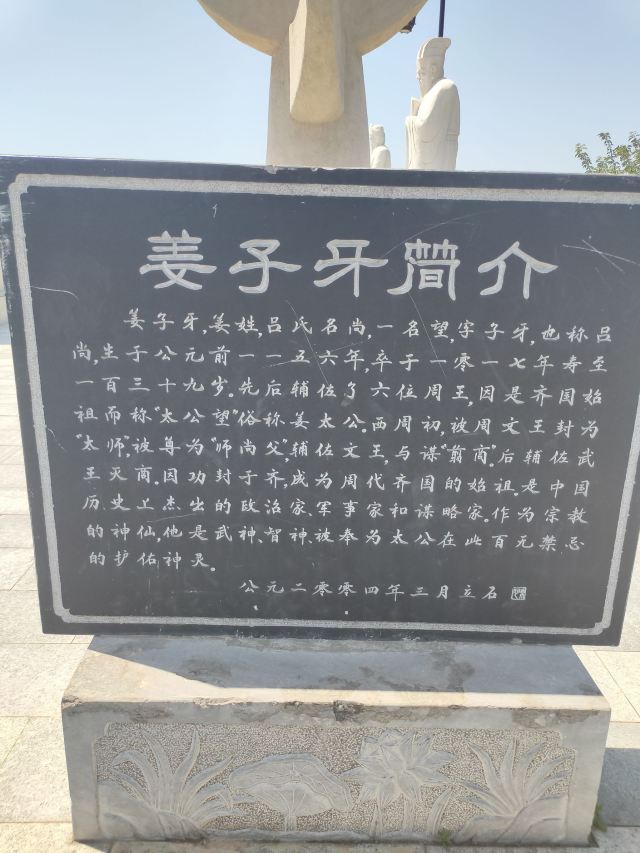 姜子牙简介
姜子牙,姜姓,吕氏名尚,一名望,字子牙,也称吕
尚,生于公元前一一五六年,卒于一零一七年寿至
一百三十九岁。先后辅佐了六位周王,因是齐国始
祖而称"太公望"俗称姜太公。西周初,被周文王封为
"太师",被尊为"师尚父",辅佐文王,与谋"翦商"。后辅佐武
王灭商。因功封于齐,成为周代齐国的始祖。是中国
历史上杰出的政治家、军事家和谋略家。作为宗教
的神仙,他是武神、智神、被奉为太公在此百无禁忌
的护佑神灵。
公元二零零四年三月立石